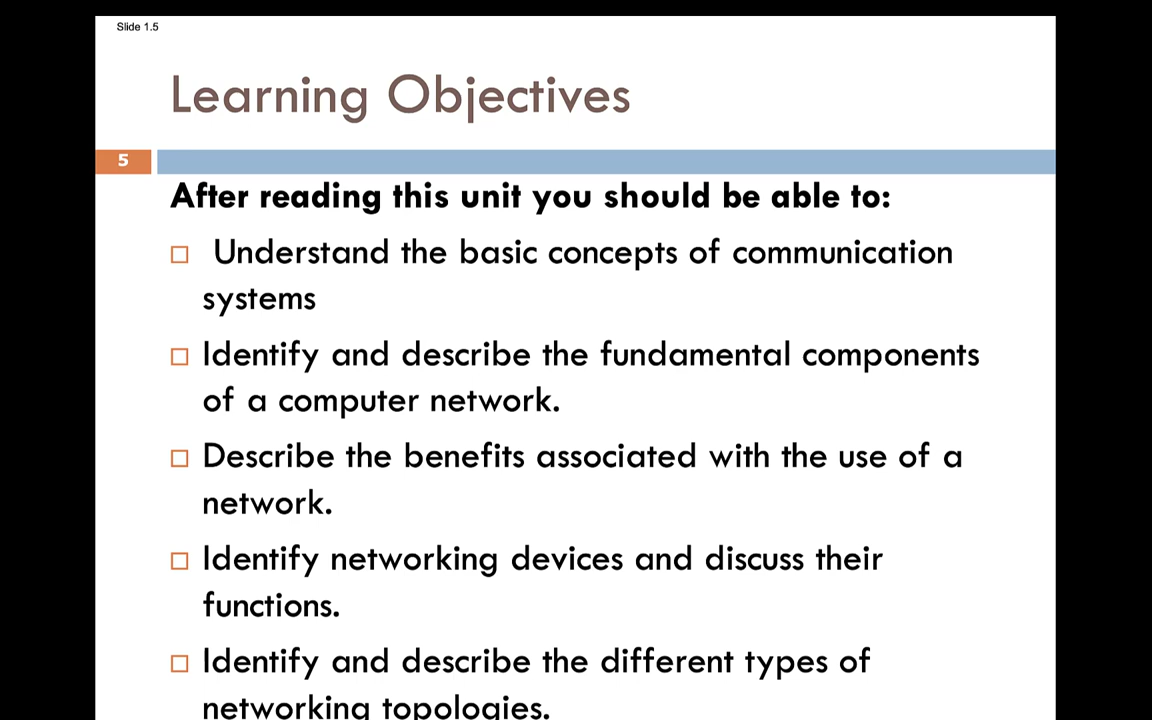 Slide 1.5
Learning Objectives
5
After reading this unit you should be able to:
Understand the basic concepts of communication
systems
Identify and describe the fundamental components
of a computer network.
Describe the benefits associated with the use of a
network.
Identify networking devices and discuss their
functions.
Identify and describe the different types of
networking topologies.